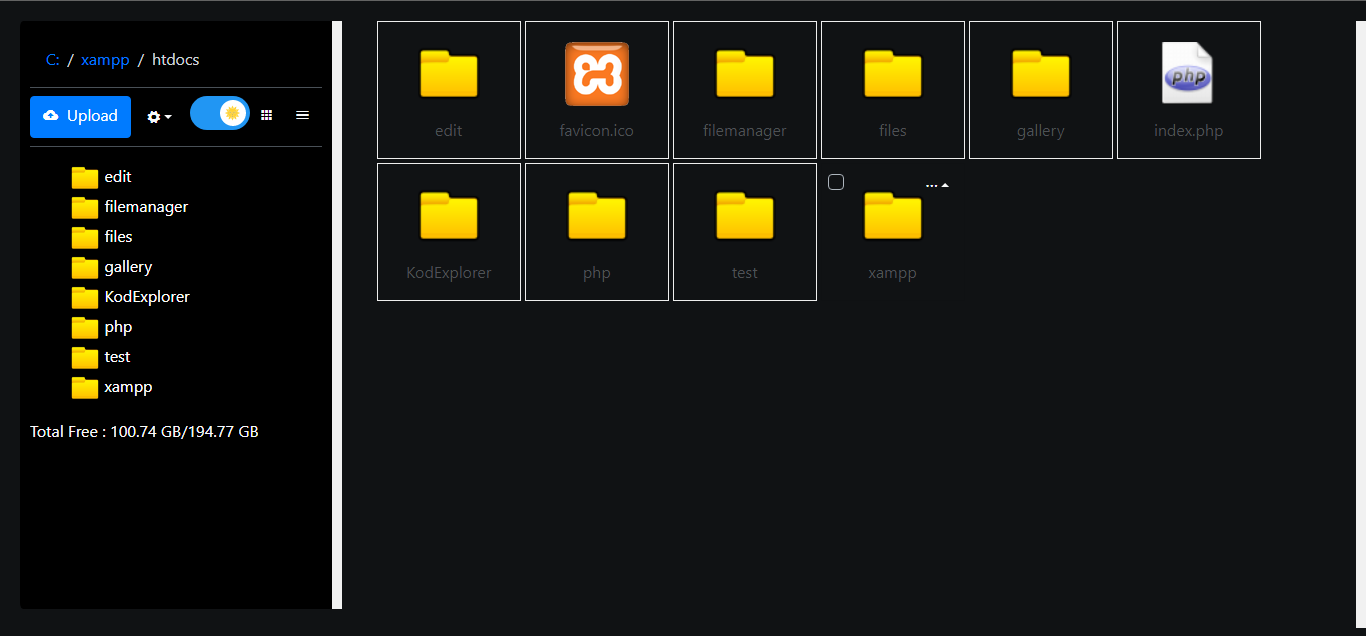 C: / xampp / htdocs
Upload
edit
filemanager
files
gallery
KodExplorer
php
test
xampp
Total Free : 100.74 GB/194.77 GB
edit favicon.ico filemanager files gallery index.php
php
...
KodExplorer php test xampp